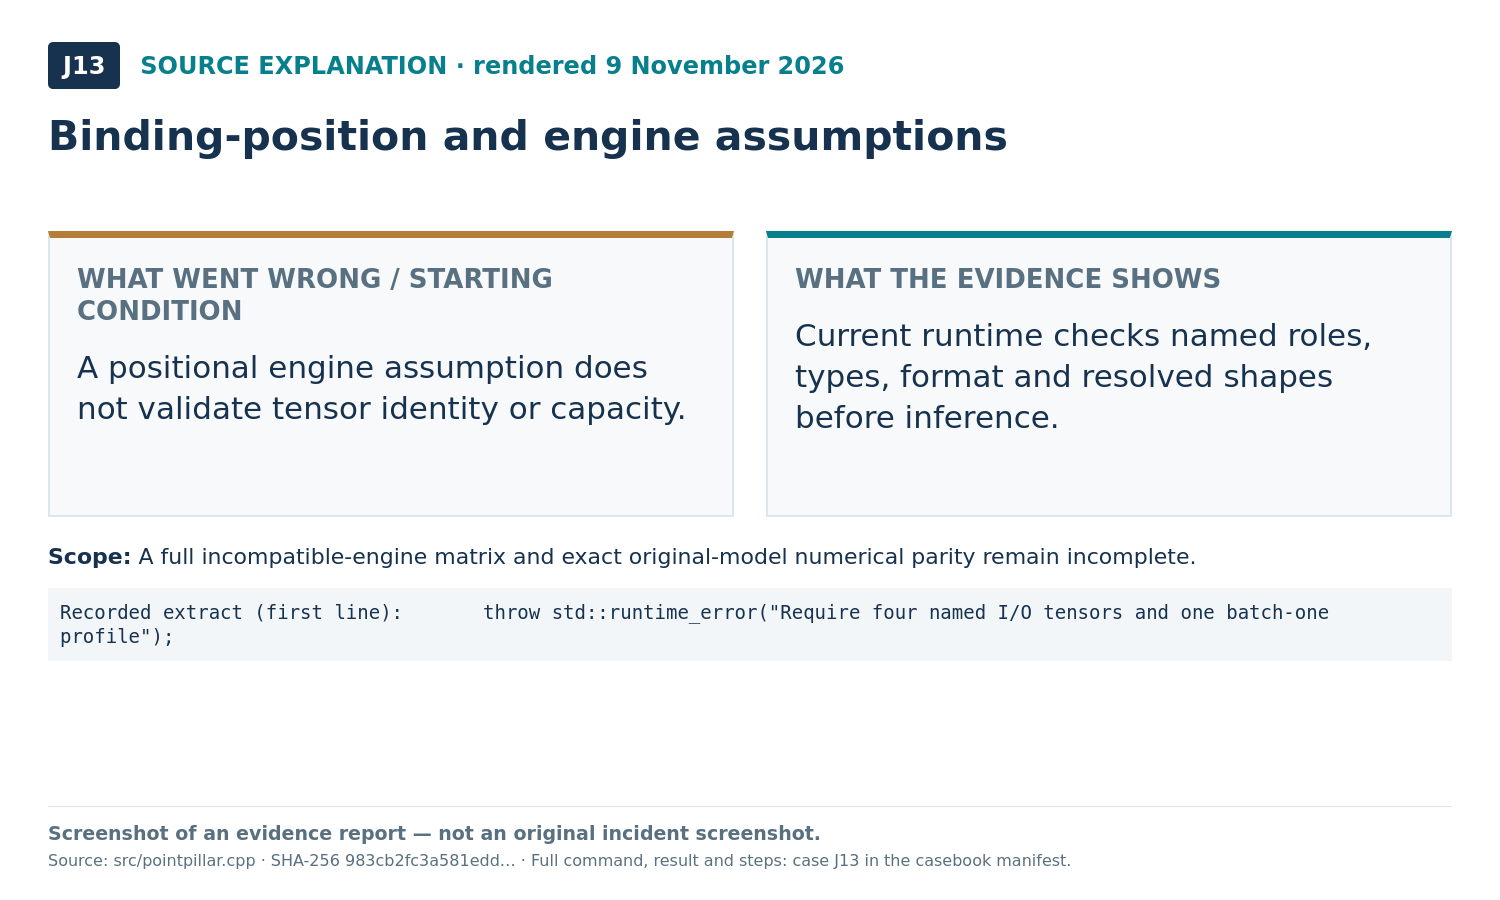 J13 SOURCE EXPLANATION · rendered 9 November 2026
Binding-position and engine assumptions
WHAT WENT WRONG / STARTING
CONDITION
A positional engine assumption does
not validate tensor identity or capacity.
WHAT THE EVIDENCE SHOWS
Current runtime checks named roles,
types, format and resolved shapes
before inference.
Scope: A full incompatible-engine matrix and exact original-model numerical parity remain incomplete.
Recorded extract (first line):       throw std::runtime_error("Require four named I/O tensors and one batch-one
profile");
Screenshot of an evidence report — not an original incident screenshot.
Source: src/pointpillar.cpp · SHA-256 983cb2fc3a581edd… · Full command, result and steps: case J13 in the casebook manifest.